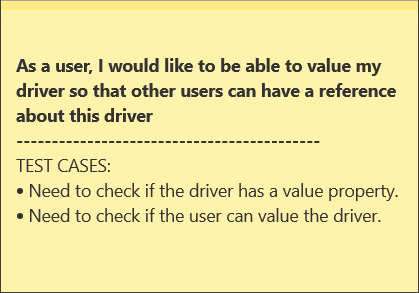 As a user, I would like to be able to value my
driver so that other users can have a reference
about this driver
-------------------------------------------
TEST CASES:
• Need to check if the driver has a value property.
• Need to check if the user can value the driver.